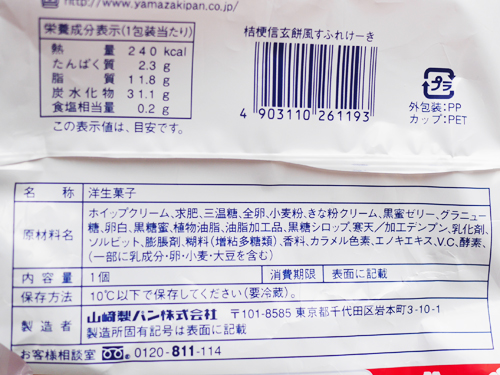 http://www.yamazakipan.co.jp/
栄養成分表示(1包装当たり)
熱量 240 kcal
たんぱく質 2.3 g
脂質 11.8 g
炭水化物 31.1 g
食塩相当量 0.2 g
この表示値は、目安です。
桔梗信玄餅風すふれけーき
4 903110 261193
プラ
外包装:PP
カップ:PET
名称 洋生菓子
原材料名 ホイップクリーム、求肥、三温糖、全卵、小麦粉、きな粉クリーム、黒蜜ゼリー、グラニュー
糖、卵白、黒糖蜜、植物油脂、油脂加工品、黒糖シロップ、寒天/加工デンプン、乳化剤、
ソルビット、膨脹剤、糊料(増粘多糖類)、香料、カラメル色素、エノキエキス、V.C、酵素、
(一部に乳成分・卵・小麦・大豆を含む)
内容量 1個 消費期限 表面に記載
保存方法 10℃以下で保存してください(要冷蔵)。
製造者 山崎製パン株式会社 〒101-8585 東京都千代田区岩本町3-10-1
製造所固有記号は表面に記載
お客様相談室 0120-811-114